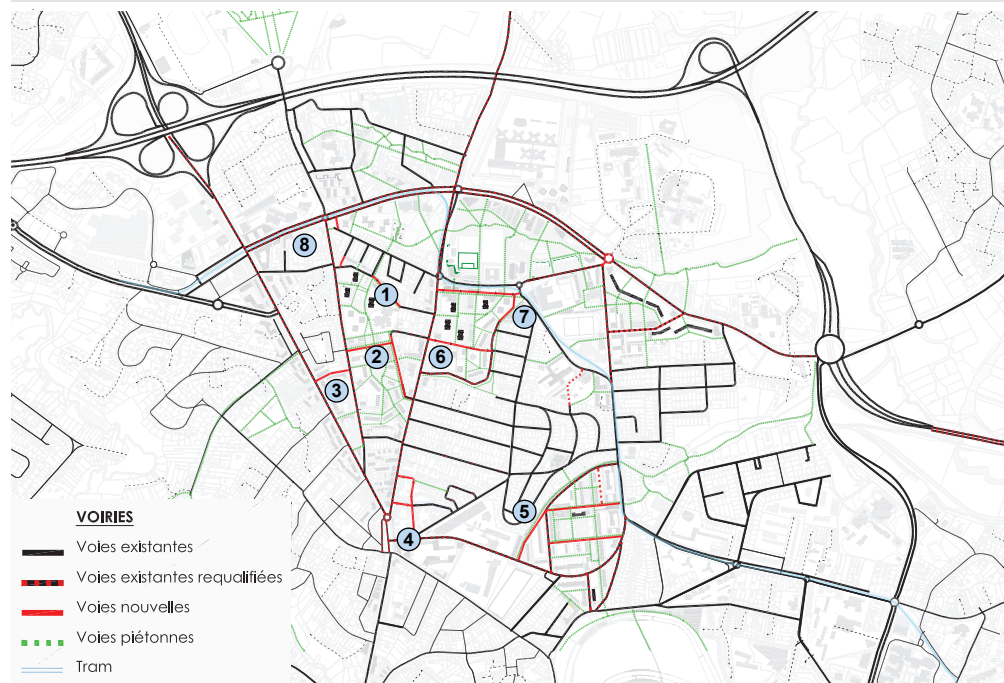 8
1
7
2
6
3
5
4
VOIRIES
Voies existantes
Voies existantes requalifiées
Voies nouvelles
Voies piétonnes
Tram